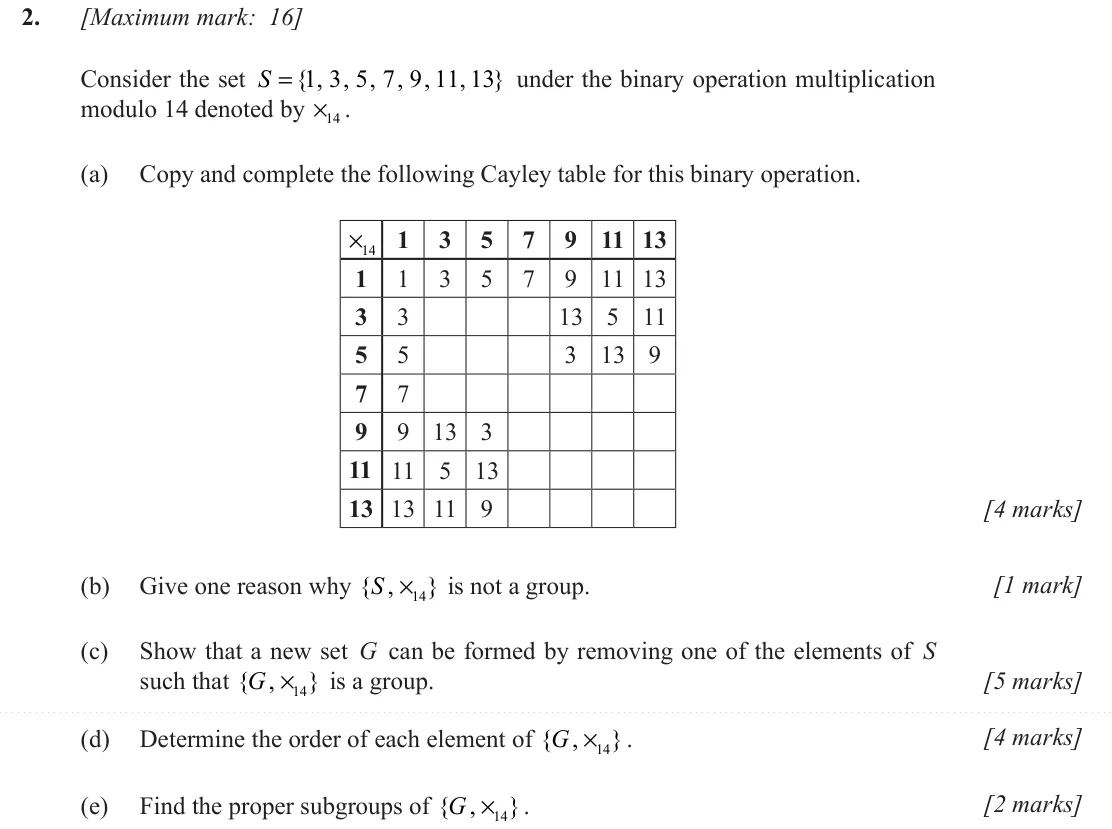 2. [Maximum mark: 16]
Consider the set S = {1, 3, 5, 7, 9, 11, 13} under the binary operation multiplication
modulo 14 denoted by ×₁₄.
(a) Copy and complete the following Cayley table for this binary operation.
×₁₄ 1 3 5 7 9 11 13
1 1 3 5 7 9 11 13
3 3 13 5 11
5 5 3 13 9
7 7
9 9 13 3
11 11 5 13
13 13 11 9
[4 marks]
(b) Give one reason why {S, ×₁₄} is not a group. [1 mark]
(c) Show that a new set G can be formed by removing one of the elements of S
such that {G, ×₁₄} is a group. [5 marks]
(d) Determine the order of each element of {G, ×₁₄}. [4 marks]
(e) Find the proper subgroups of {G, ×₁₄}. [2 marks]